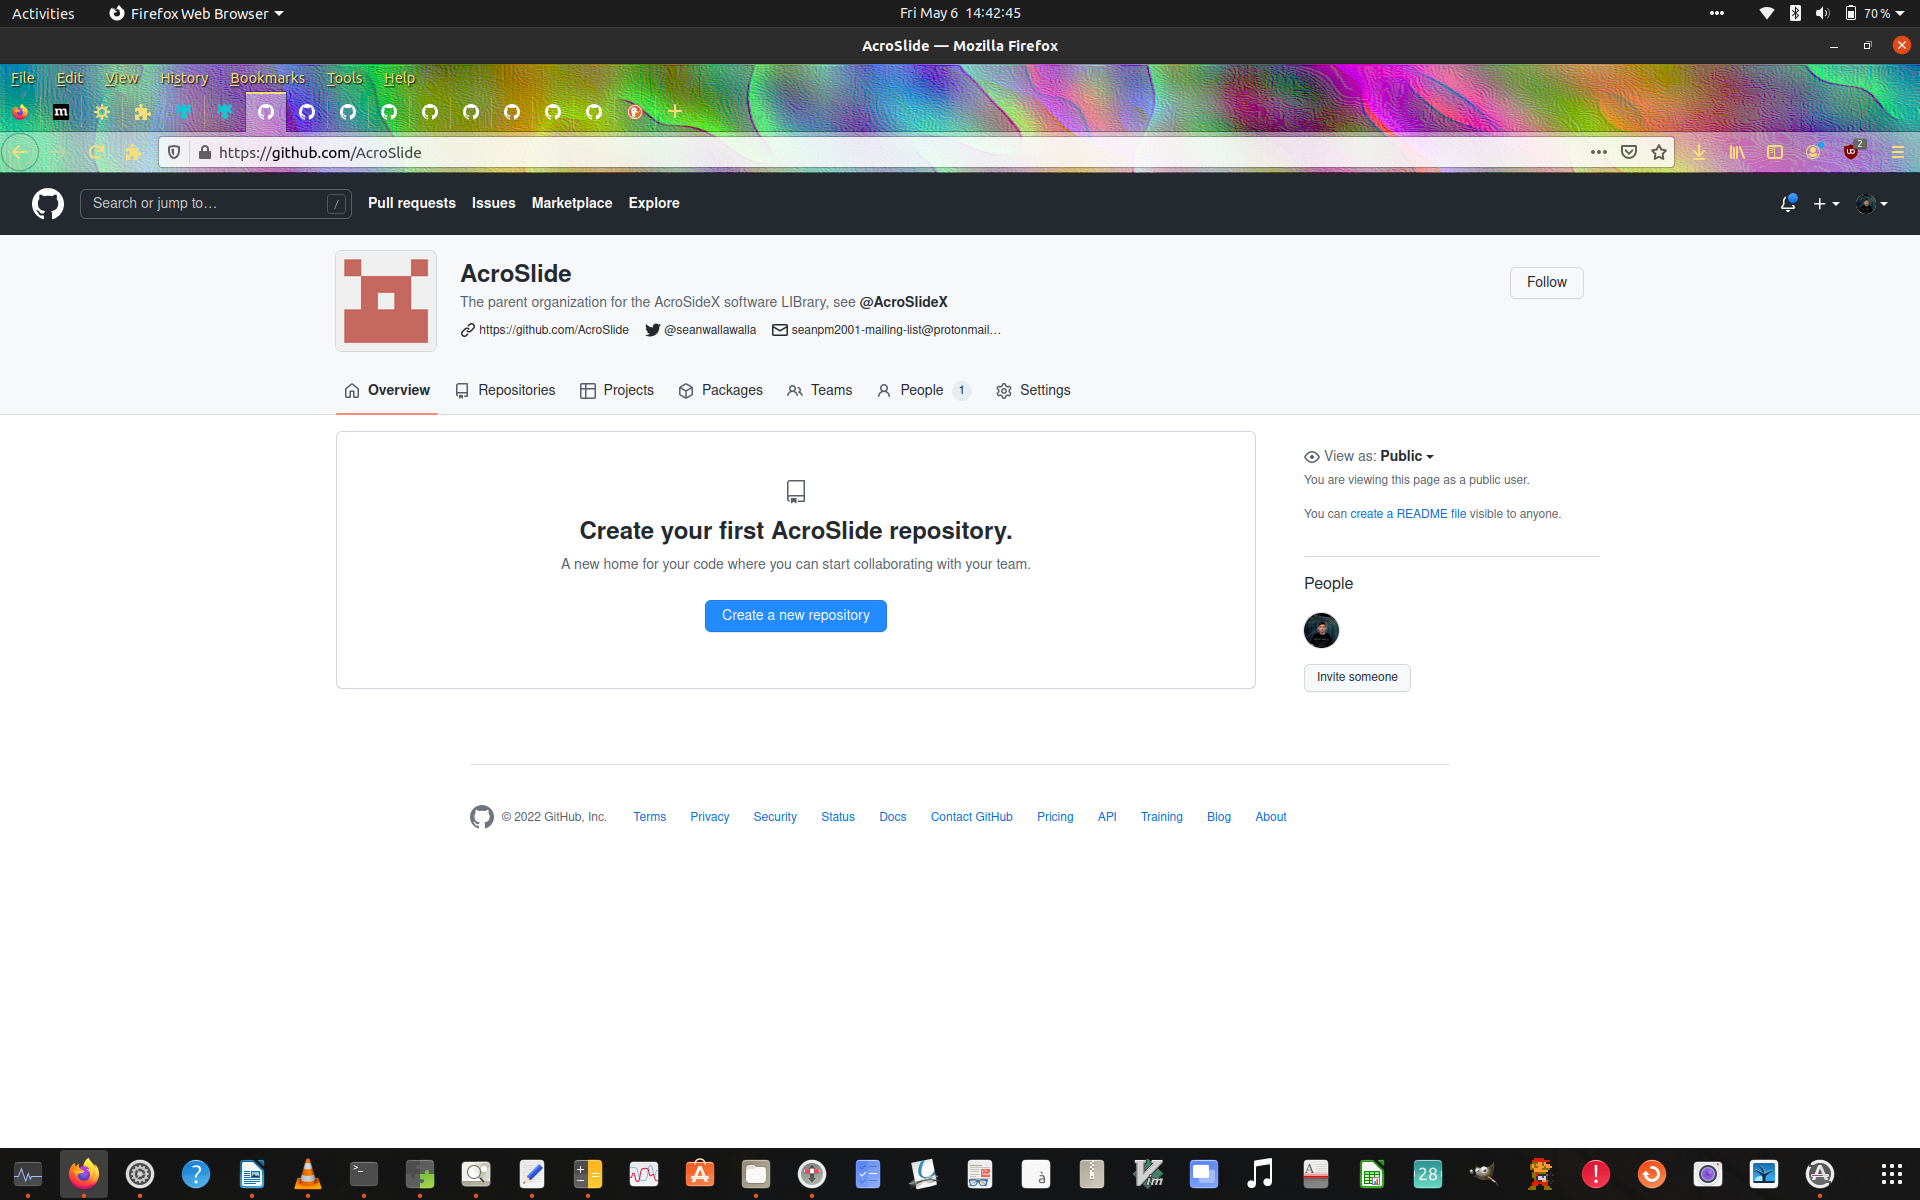 Activities Firefox Web Browser Fri May 6 14:42:45 70 %
AcroSlide — Mozilla Firefox
File Edit View History Bookmarks Tools Help
m
https://github.com/AcroSlide 2
Search or jump to… / Pull requests Issues Marketplace Explore
AcroSlide
Follow
The parent organization for the AcroSideX software LIBrary, see @AcroSlideX
https://github.com/AcroSlide @seanwallawalla seanpm2001-mailing-list@protonmail…
Overview Repositories Projects Packages Teams People 1 Settings
View as: Public
You are viewing this page as a public user.
You can create a README file visible to anyone.
Create your first AcroSlide repository.
A new home for your code where you can start collaborating with your team.
Create a new repository
People
Invite someone
© 2022 GitHub, Inc. Terms Privacy Security Status Docs Contact GitHub Pricing API Training Blog About
>_ ? à Vim A 28 !